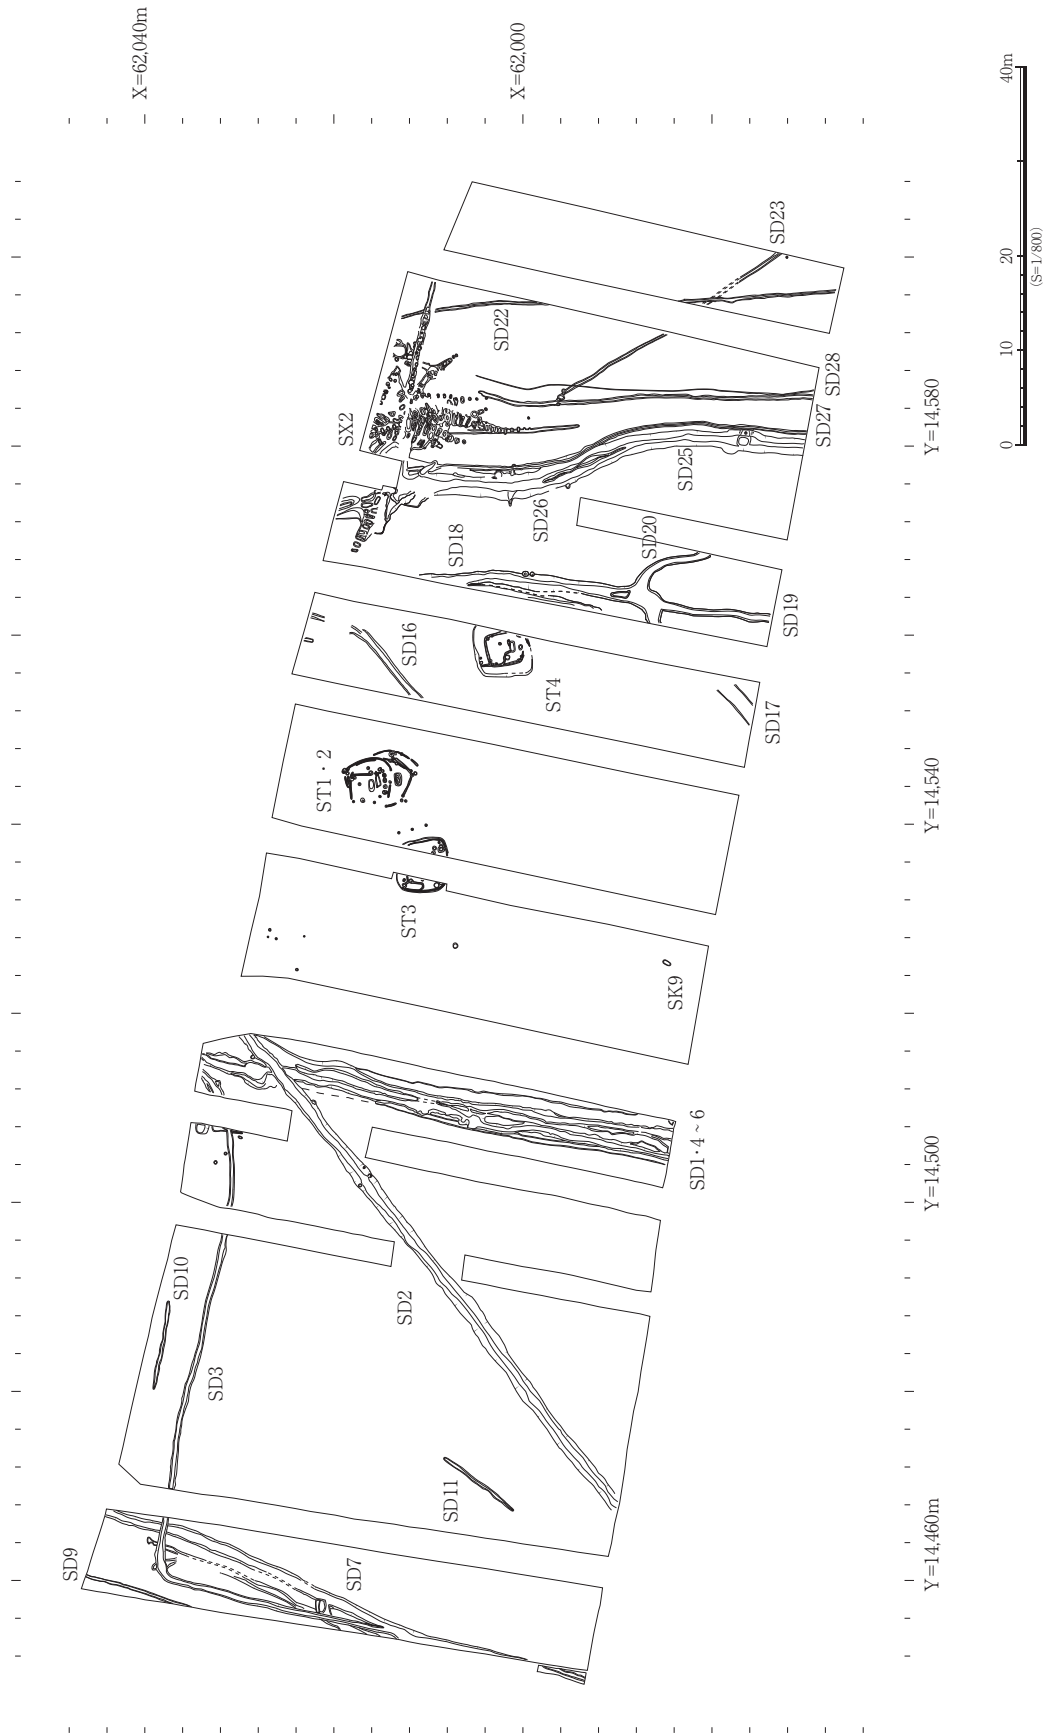 X=62,040m
X=62,000
40m
20
10
0
(S=1/800)
SD23
SD22
SD28
SD27
Y=14,580
SX2
SD25
SD26
SD20
SD18
SD19
SD16
ST4
SD17
ST1・2
Y=14,540
ST3
SK9
SD1・4~6
Y=14,500
SD10
SD2
SD3
SD11
SD9
SD7
Y=14,460m